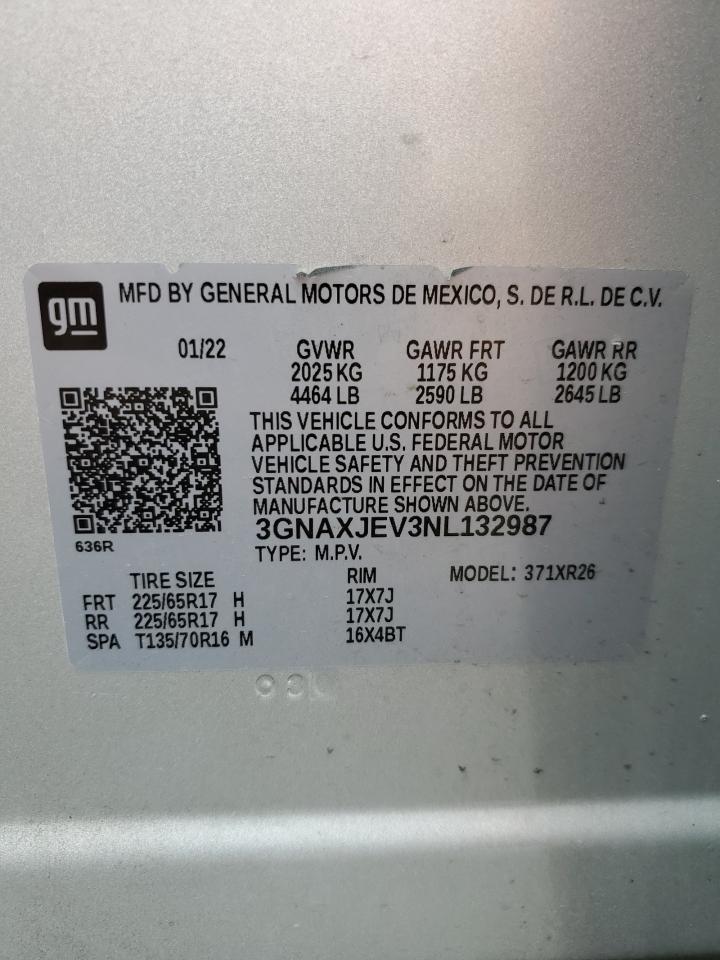 gm
MFD BY GENERAL MOTORS DE MEXICO, S. DE R.L. DE C.V.
01/22 GVWR GAWR FRT GAWR RR
2025 KG 1175 KG 1200 KG
4464 LB 2590 LB 2645 LB
THIS VEHICLE CONFORMS TO ALL
APPLICABLE U.S. FEDERAL MOTOR
VEHICLE SAFETY AND THEFT PREVENTION
STANDARDS IN EFFECT ON THE DATE OF
MANUFACTURE SHOWN ABOVE.
3GNAXJEV3NL132987
636R
TYPE: M.P.V.
TIRE SIZE RIM MODEL: 371XR26
FRT 225/65R17 H 17X7J
RR 225/65R17 H 17X7J
SPA T135/70R16 M 16X4BT